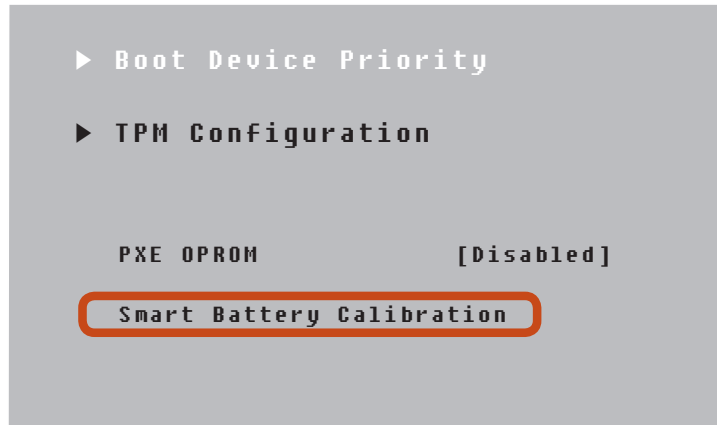 ▶ Boot Device Priority
▶ TPM Configuration
PXE OPROM [Disabled]
Smart Battery Calibration